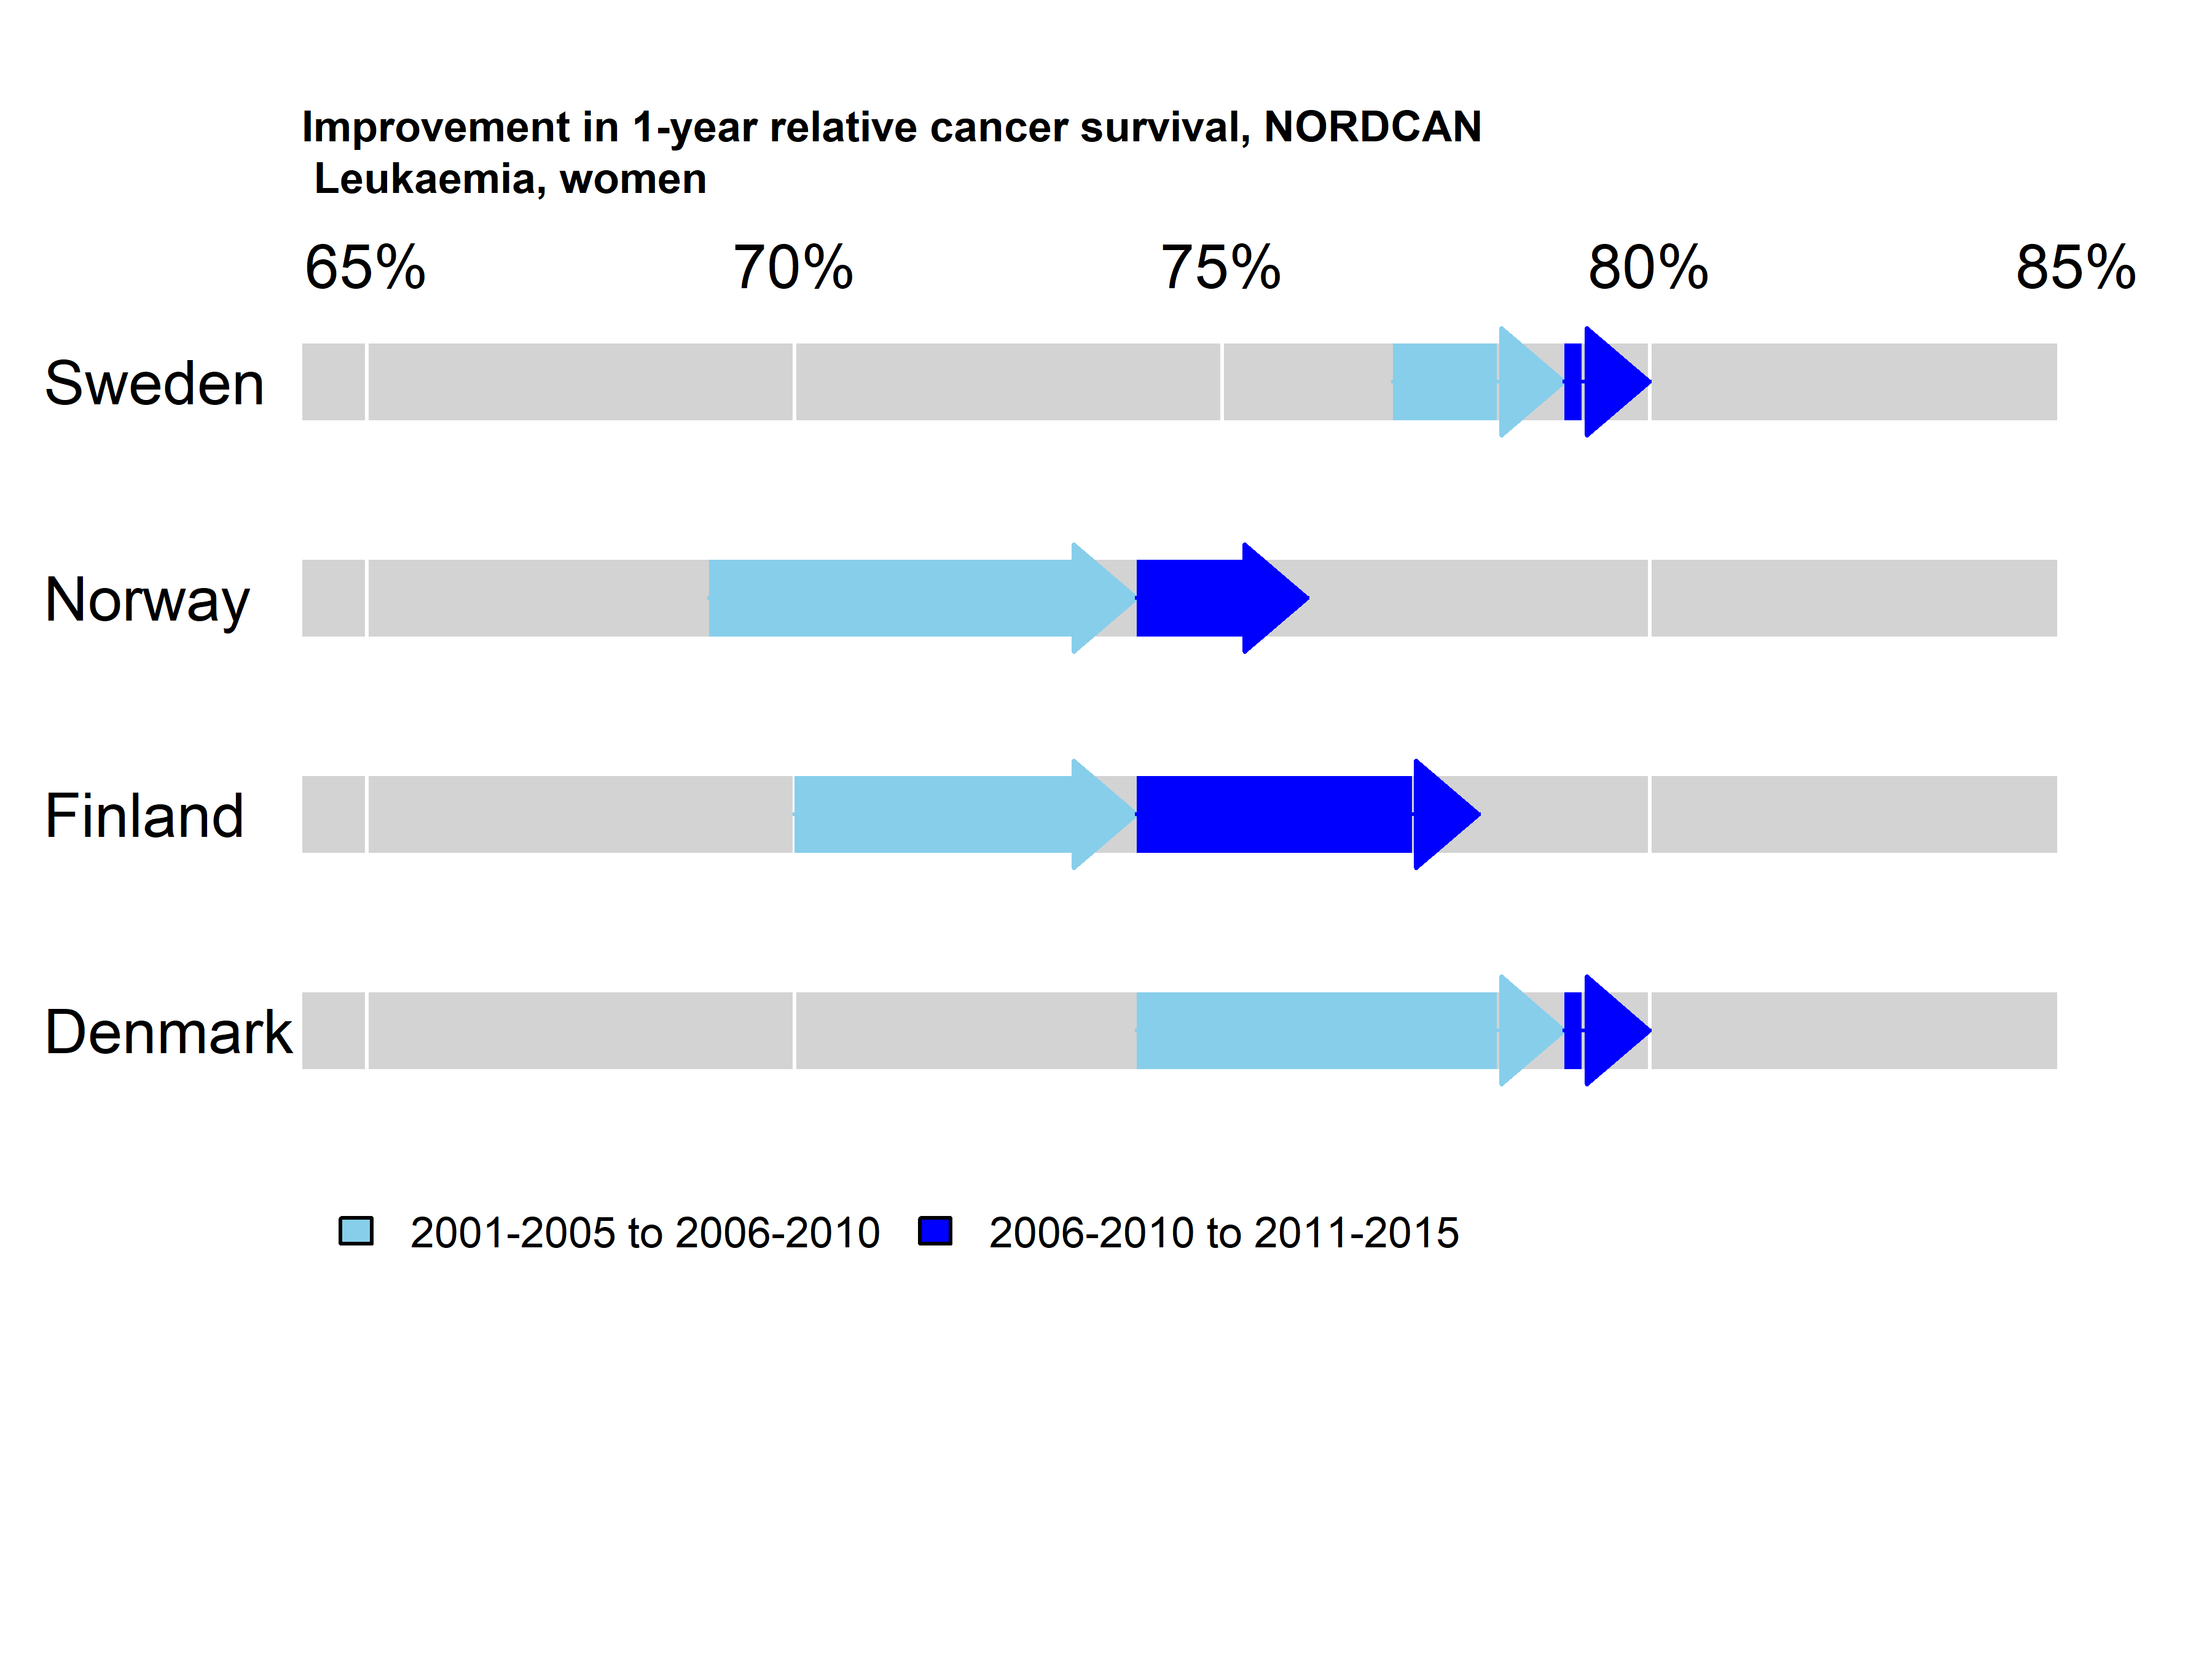 Improvement in 1-year relative cancer survival, NORDCAN
Leukaemia, women
65% 70% 75% 80% 85%
Sweden
Norway
Finland
Denmark
2001-2005 to 2006-2010 2006-2010 to 2011-2015